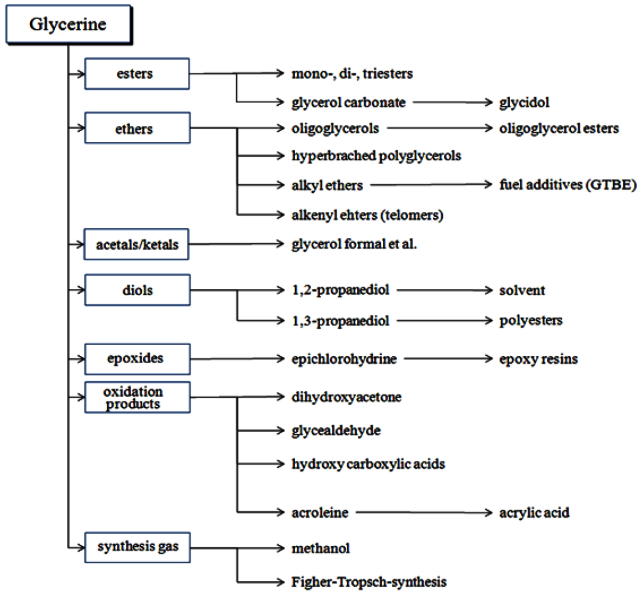 Glycerine
esters
mono-, di-, triesters
glycerol carbonate
glycidol
ethers
oligoglycerols
oligoglycerol esters
hyperbrached polyglycerols
alkyl ethers
fuel additives (GTBE)
alkenyl ehters (telomers)
acetals/ketals
glycerol formal et al.
diols
1,2-propanediol
solvent
1,3-propanediol
polyesters
epoxides
epichlorohydrine
epoxy resins
oxidation
products
dihydroxyacetone
glycealdehyde
hydroxy carboxylic acids
acroleine
acrylic acid
synthesis gas
methanol
Figher-Tropsch-synthesis